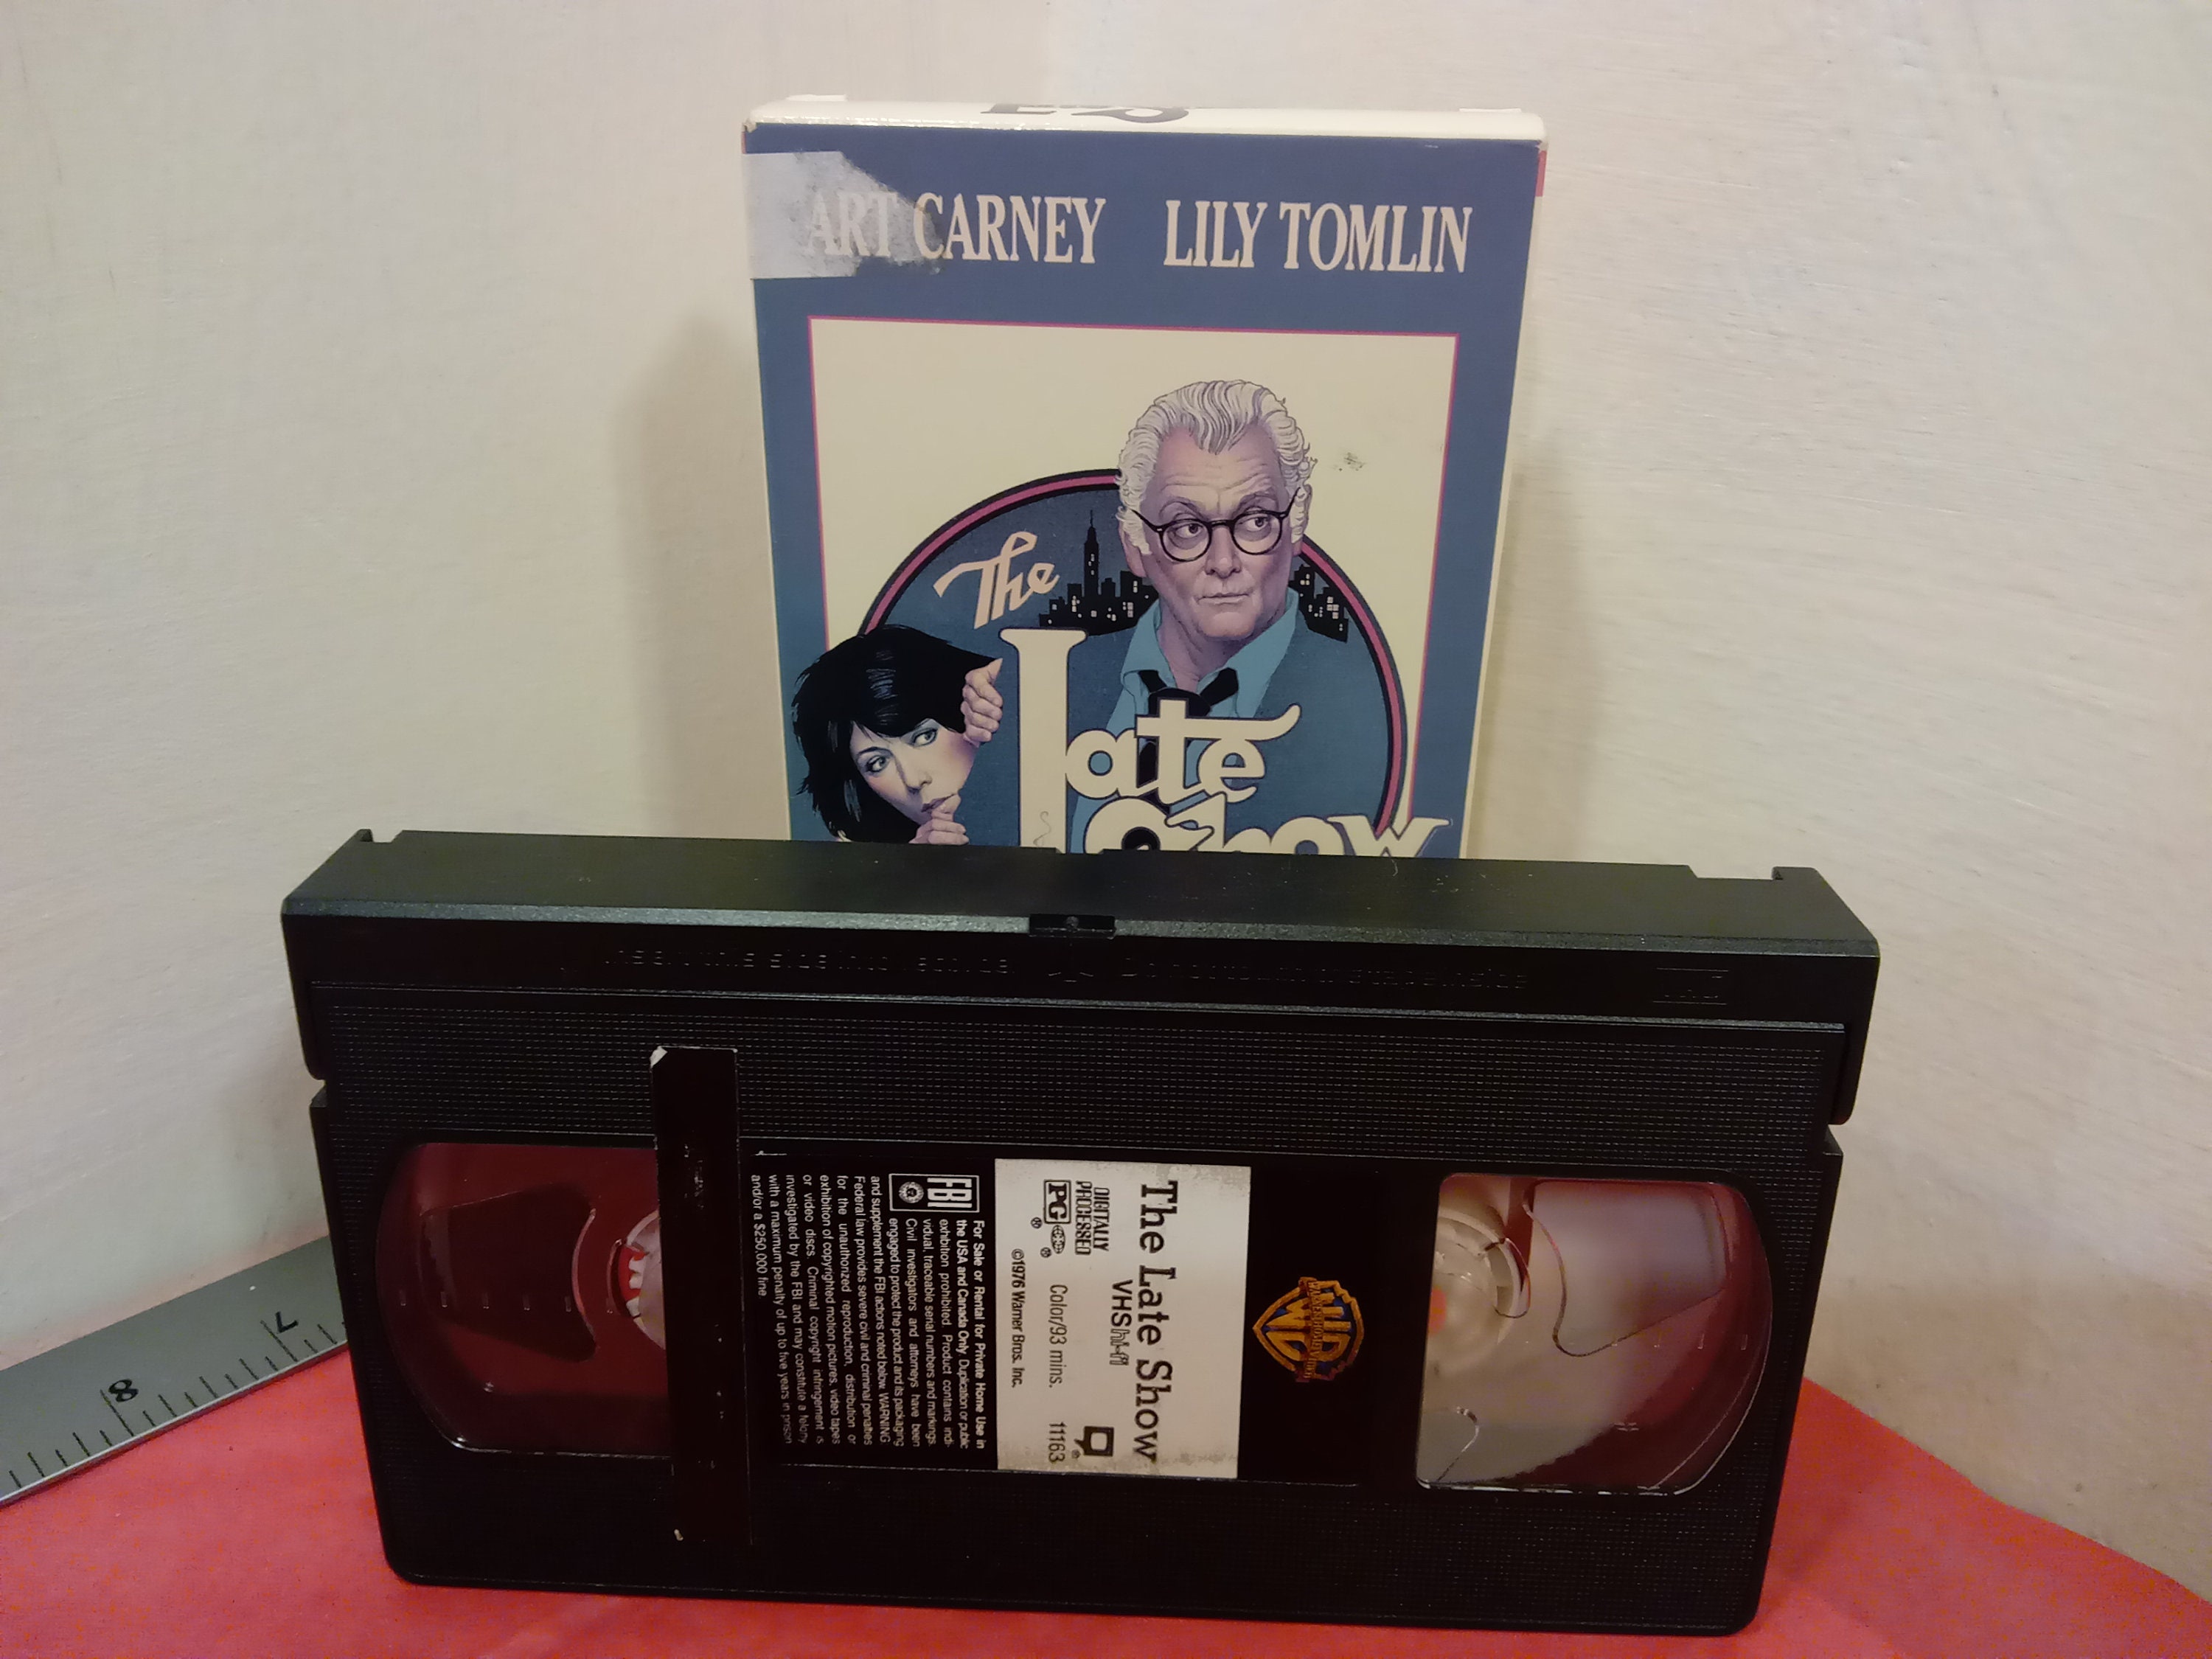 ART CARNEY LILY TOMLIN
The
Late
Show
The Late Show
VHS hi-fi
DIGITALLY
PROCESSED
PG ®
®
Color/93 mins.
11163
©1976 Warner Bros. Inc.
FBI
For Sale or Rental for Private Home Use in
the USA and Canada Only. Duplication or public
exhibition prohibited. Product contains indi-
vidual, traceable serial numbers and markings.
Civil investigators and attorneys have been
engaged to protect the product and its packaging
and supplement the FBI actions noted below. WARNING
Federal law provides severe civil and criminal penalties
for the unauthorized reproduction, distribution or
exhibition of copyrighted motion pictures, video tapes
or video discs. Criminal copyright infringement is
investigated by the FBI and may constitute a felony
with a maximum penalty of up to five years in prison
and/or a $250,000 fine
7
8